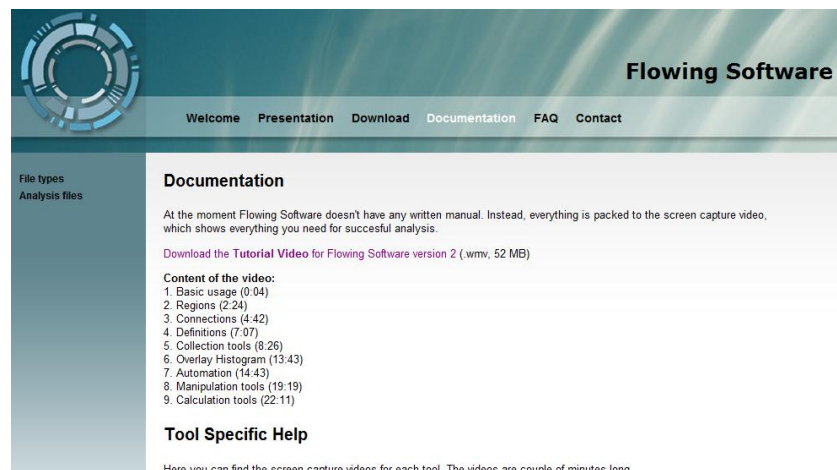 Flowing Software
Welcome Presentation Download Documentation FAQ Contact
File types
Analysis files
Documentation
At the moment Flowing Software doesn't have any written manual. Instead, everything is packed to the screen capture video,
which shows everything you need for succesful analysis.
Download the Tutorial Video for Flowing Software version 2 (.wmv, 52 MB)
Content of the video:
1. Basic usage (0:04)
2. Regions (2:24)
3. Connections (4:42)
4. Definitions (7:07)
5. Collection tools (8:26)
6. Overlay Histogram (13:43)
7. Automation (14:43)
8. Manipulation tools (19:19)
9. Calculation tools (22:11)
Tool Specific Help
Here you can find the screen capture videos for each tool. The videos are couple of minutes long